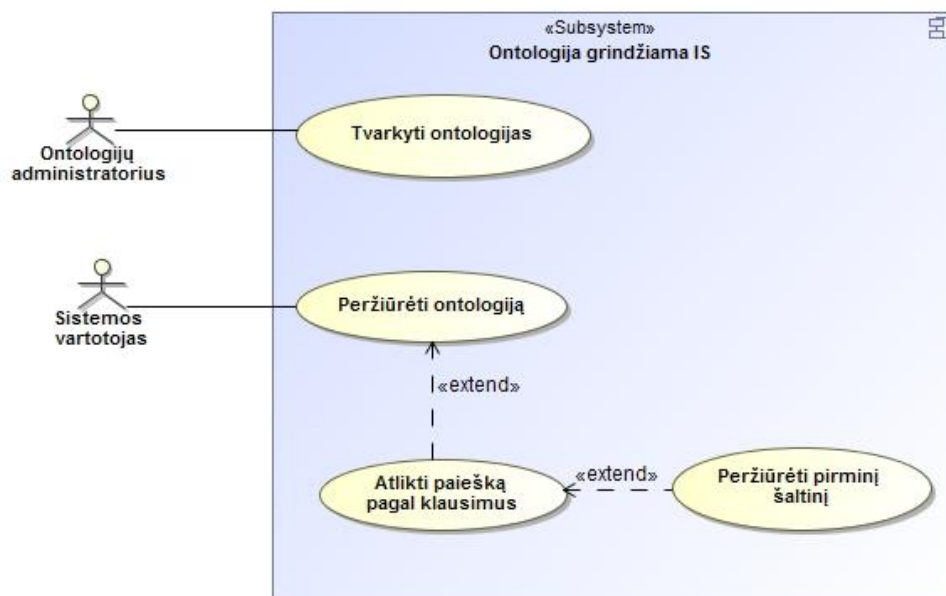 «Subsystem»
Ontologija grindžiama IS
Tvarkyti ontologijas
Ontologijų
administratorius
Peržiūrėti ontologiją
Sistemos
vartotojas
«extend»
Atlikti paiešką
pagal klausimus
«extend»
Peržiūrėti pirminį
šaltinį